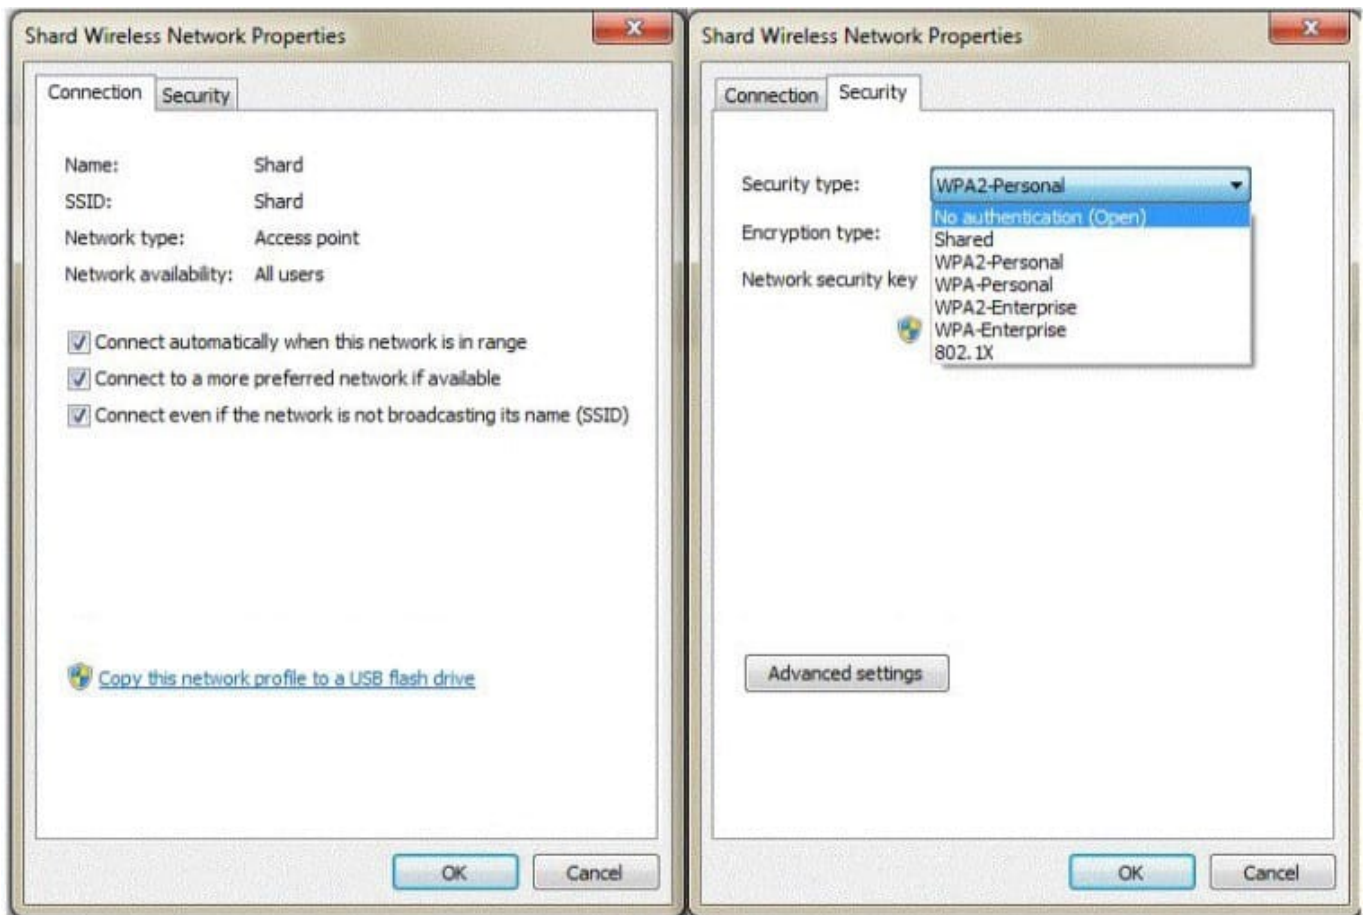 Shard Wireless Network Properties
Connection Security
Name: Shard
SSID: Shard
Network type: Access point
Network availability: All users
Connect automatically when this network is in range
Connect to a more preferred network if available
Connect even if the network is not broadcasting its name (SSID)
Copy this network profile to a USB flash drive
OK Cancel
Shard Wireless Network Properties
Connection Security
Security type: WPA2-Personal
No authentication (Open)
Encryption type:
Shared
WPA2-Personal
Network security key
WPA-Personal
WPA2-Enterprise
WPA-Enterprise
802.1X
Advanced settings
OK Cancel